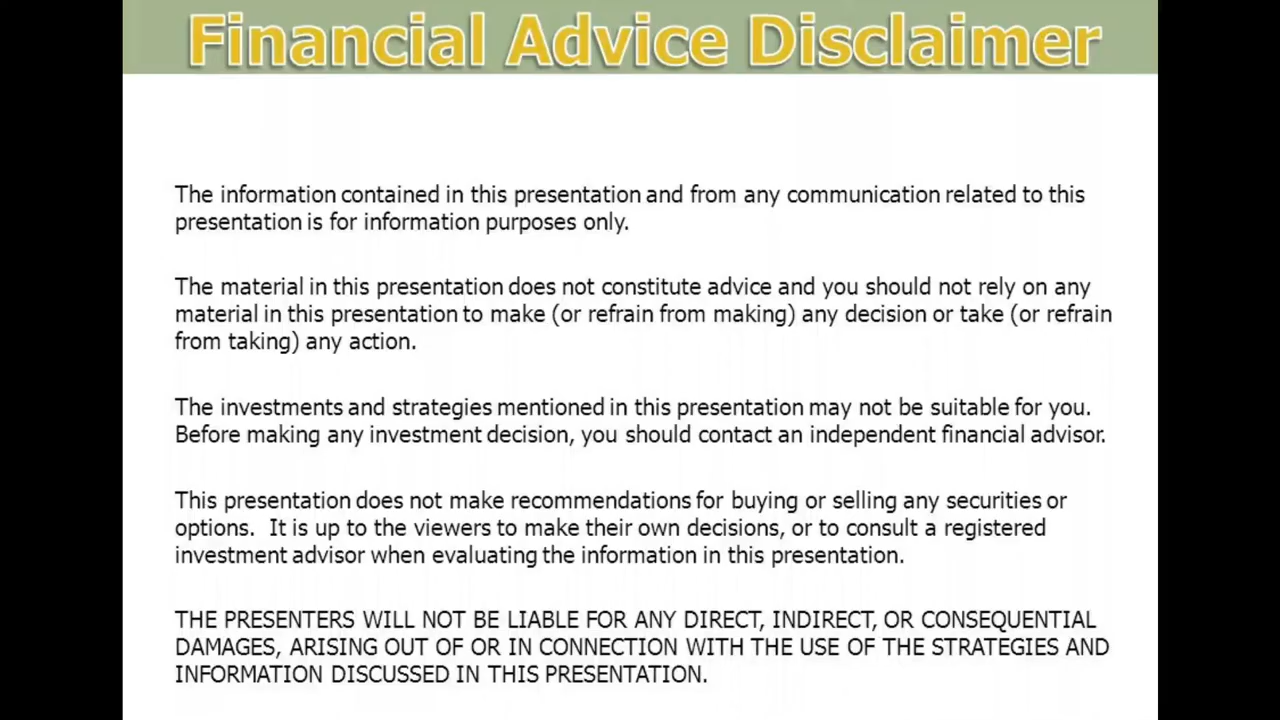 Financial Advice Disclaimer
The information contained in this presentation and from any communication related to this
presentation is for information purposes only.
The material in this presentation does not constitute advice and you should not rely on any
material in this presentation to make (or refrain from making) any decision or take (or refrain
from taking) any action.
The investments and strategies mentioned in this presentation may not be suitable for you.
Before making any investment decision, you should contact an independent financial advisor.
This presentation does not make recommendations for buying or selling any securities or
options.  It is up to the viewers to make their own decisions, or to consult a registered
investment advisor when evaluating the information in this presentation.
THE PRESENTERS WILL NOT BE LIABLE FOR ANY DIRECT, INDIRECT, OR CONSEQUENTIAL
DAMAGES, ARISING OUT OF OR IN CONNECTION WITH THE USE OF THE STRATEGIES AND
INFORMATION DISCUSSED IN THIS PRESENTATION.